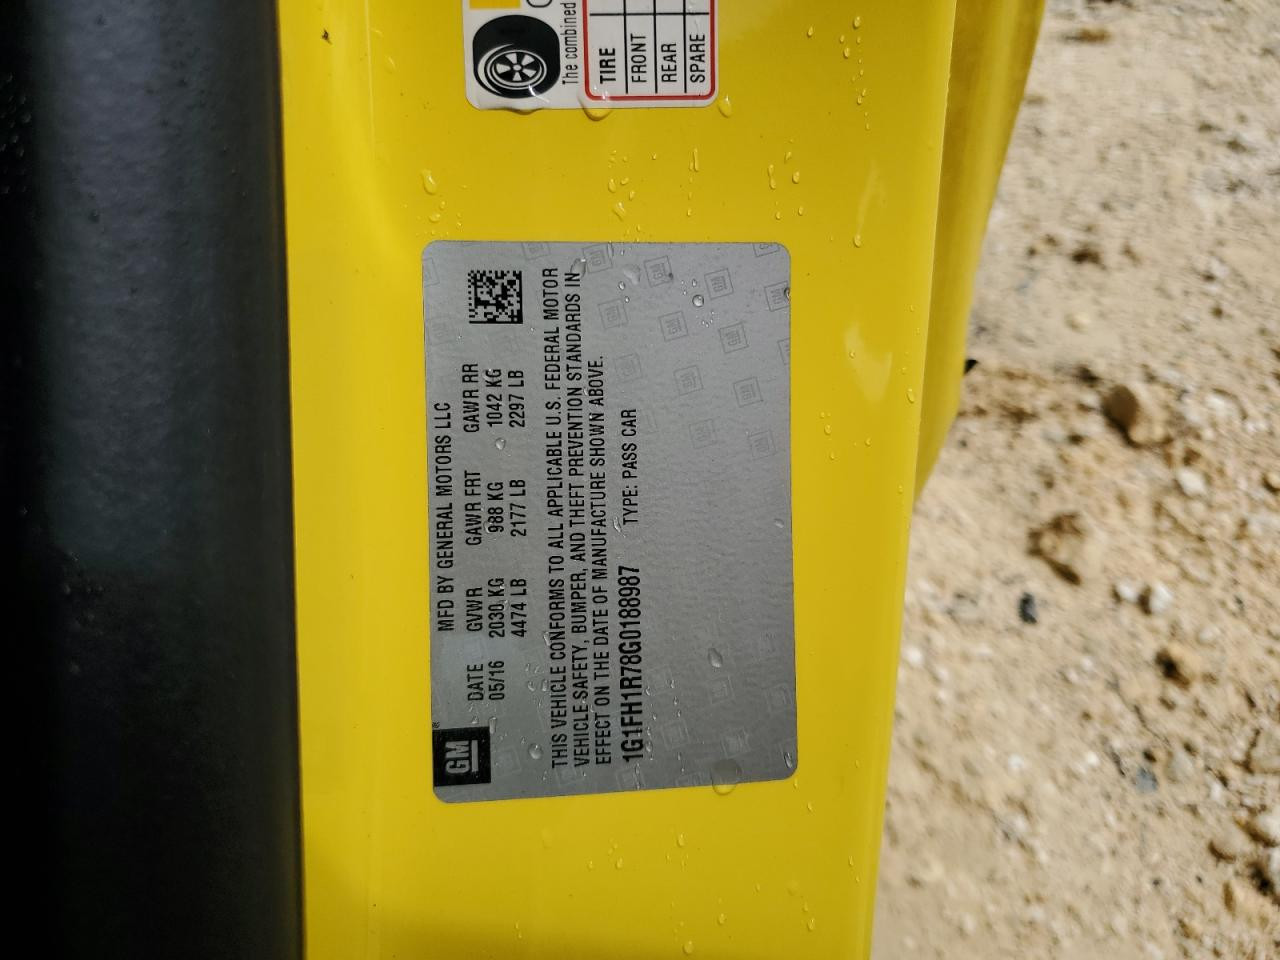 The combined
TIRE
FRONT
REAR
SPARE
GM®
MFD BY GENERAL MOTORS LLC
DATE GVWR GAWR FRT GAWR RR
05/16 2030 KG 988 KG 1042 KG
4474 LB 2177 LB 2297 LB
THIS VEHICLE CONFORMS TO ALL APPLICABLE U.S. FEDERAL MOTOR
VEHICLE SAFETY, BUMPER, AND THEFT PREVENTION STANDARDS IN
EFFECT ON THE DATE OF MANUFACTURE SHOWN ABOVE.
1G1FH1R78G0188987 TYPE: PASS CAR